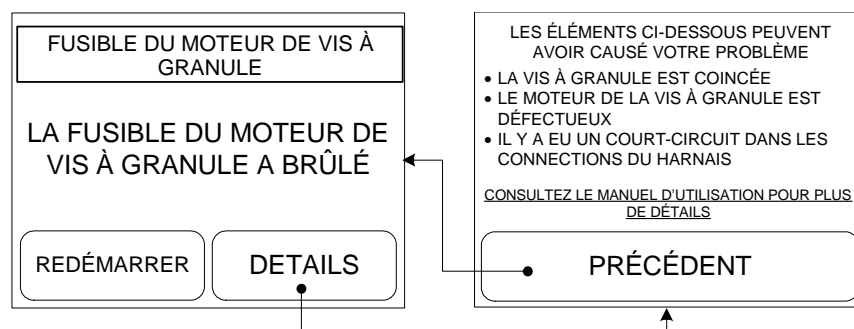 FUSIBLE DU MOTEUR DE VIS À
GRANULE
LA FUSIBLE DU MOTEUR DE
VIS À GRANULE A BRÛLÉ
REDÉMARRER
DETAILS
LES ÉLÉMENTS CI-DESSOUS PEUVENT
AVOIR CAUSÉ VOTRE PROBLÈME
• LA VIS À GRANULE EST COINCÉE
• LE MOTEUR DE LA VIS À GRANULE EST
DÉFECTUEUX
• IL Y A EU UN COURT-CIRCUIT DANS LES
CONNECTIONS DU HARNAIS
CONSULTEZ LE MANUEL D'UTILISATION POUR PLUS
DE DÉTAILS
PRÉCÉDENT